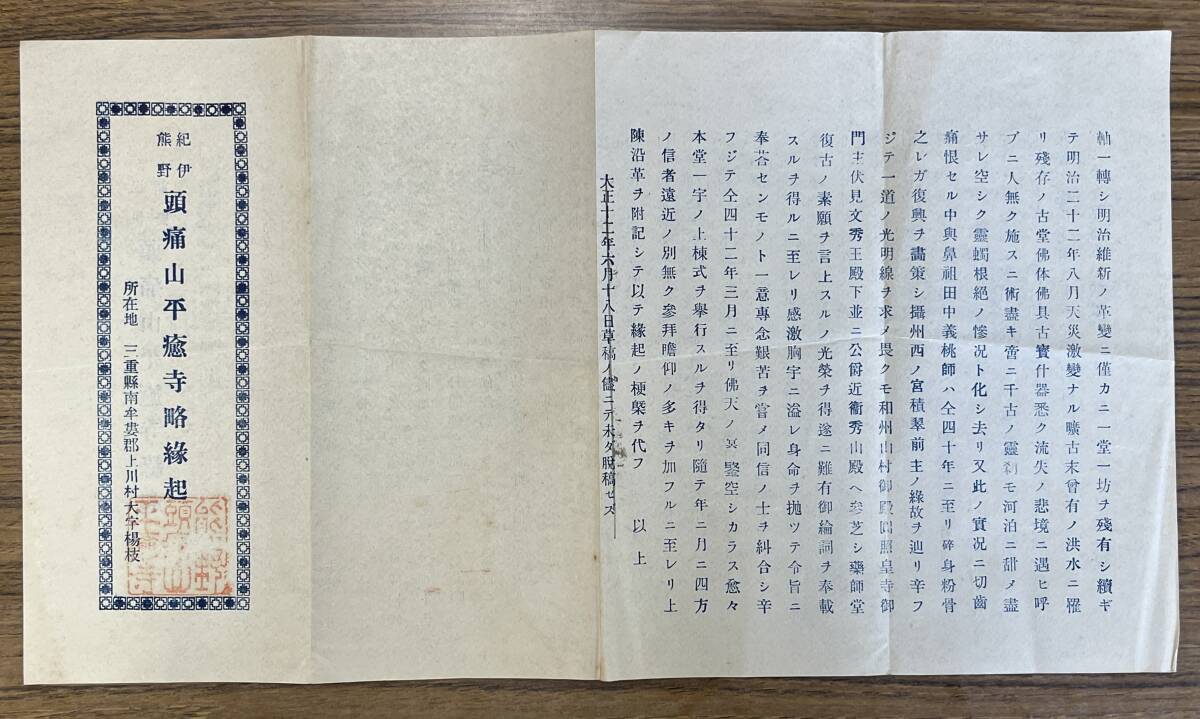 軸一轉シ明治維新ノ革變ニ僅カニ一堂一坊ヲ殘有シ續ギ
テ明治二十二年八月天災激變ナル曠古末曾有ノ洪水ニ罹
リ殘存ノ古堂佛体佛具古寶什器悉ク流失ノ悲境ニ遇ヒ呼
ブニ人無ク施スニ術盡キ啻ニ千古ノ靈刹モ河泊ニ甜メ盡
サレ空シク靈蠋根絶ノ慘况ト化シ去リ又此ノ實况ニ切齒
痛恨セル中興鼻祖田中義桃師ハ仝四十年ニ至リ碎身粉骨
之レガ復興ヲ畵策シ攝州西ノ宮積翠前主ノ緣故ヲ辿リ辛フ
ジテ一道ノ光明線ヲ求メ畏クモ和州山村御殿圓照皇寺御
門主伏見文秀王殿下並ニ公爵近衞秀山殿ヘ參芝シ藥師堂
復古ノ素願ヲ言上スルノ光榮ヲ得遂ニ難有御綸詞ヲ奉載
スルヲ得ルニ至レリ感激胸宇ニ溢レ身命ヲ抛ツテ令旨ニ
奉荅センモノト一意專念艱苦ヲ嘗メ同信ノ士ヲ糾合シ辛
フジテ仝四十二年三月ニ至リ佛天ノ冥鑒空シカラス愈々
本堂一宇ノ上棟式ヲ擧行スルヲ得タリ隨テ年ニ月ニ四方
ノ信者遠近ノ別無ク參拜瞻仰ノ多キヲ加フルニ至レリ上
陳沿革ヲ附記シテ以テ緣起ノ梗槩ヲ代フ 以上
大正十二年六月十八日草稿ノ儘ニテ未ダ脫稿セズ
紀伊
熊野
頭痛山平癒寺略緣起
所在地 三重縣南牟婁郡上川村大字楊枝